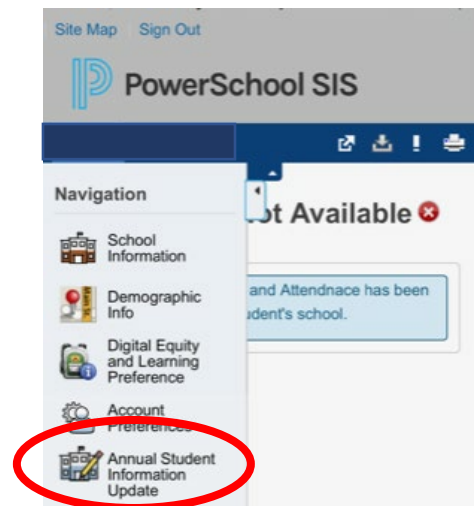 Site Map Sign Out
PowerSchool SIS
Navigation
ot Available
School
Information
and Attendnace has been
Demographic
Info
udent's school.
Digital Equity
and Learning
Preference
Account
Preferences
Annual Student
Information
Update